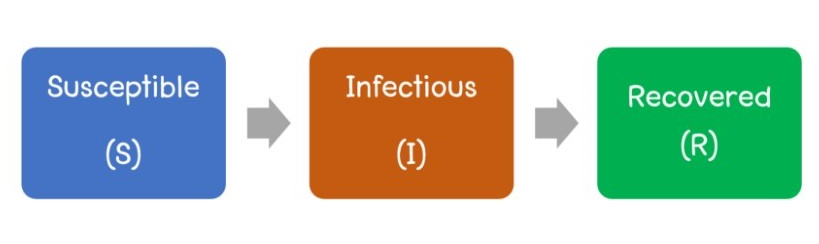 Susceptible
(S)
Infectious
(I)
Recovered
(R)